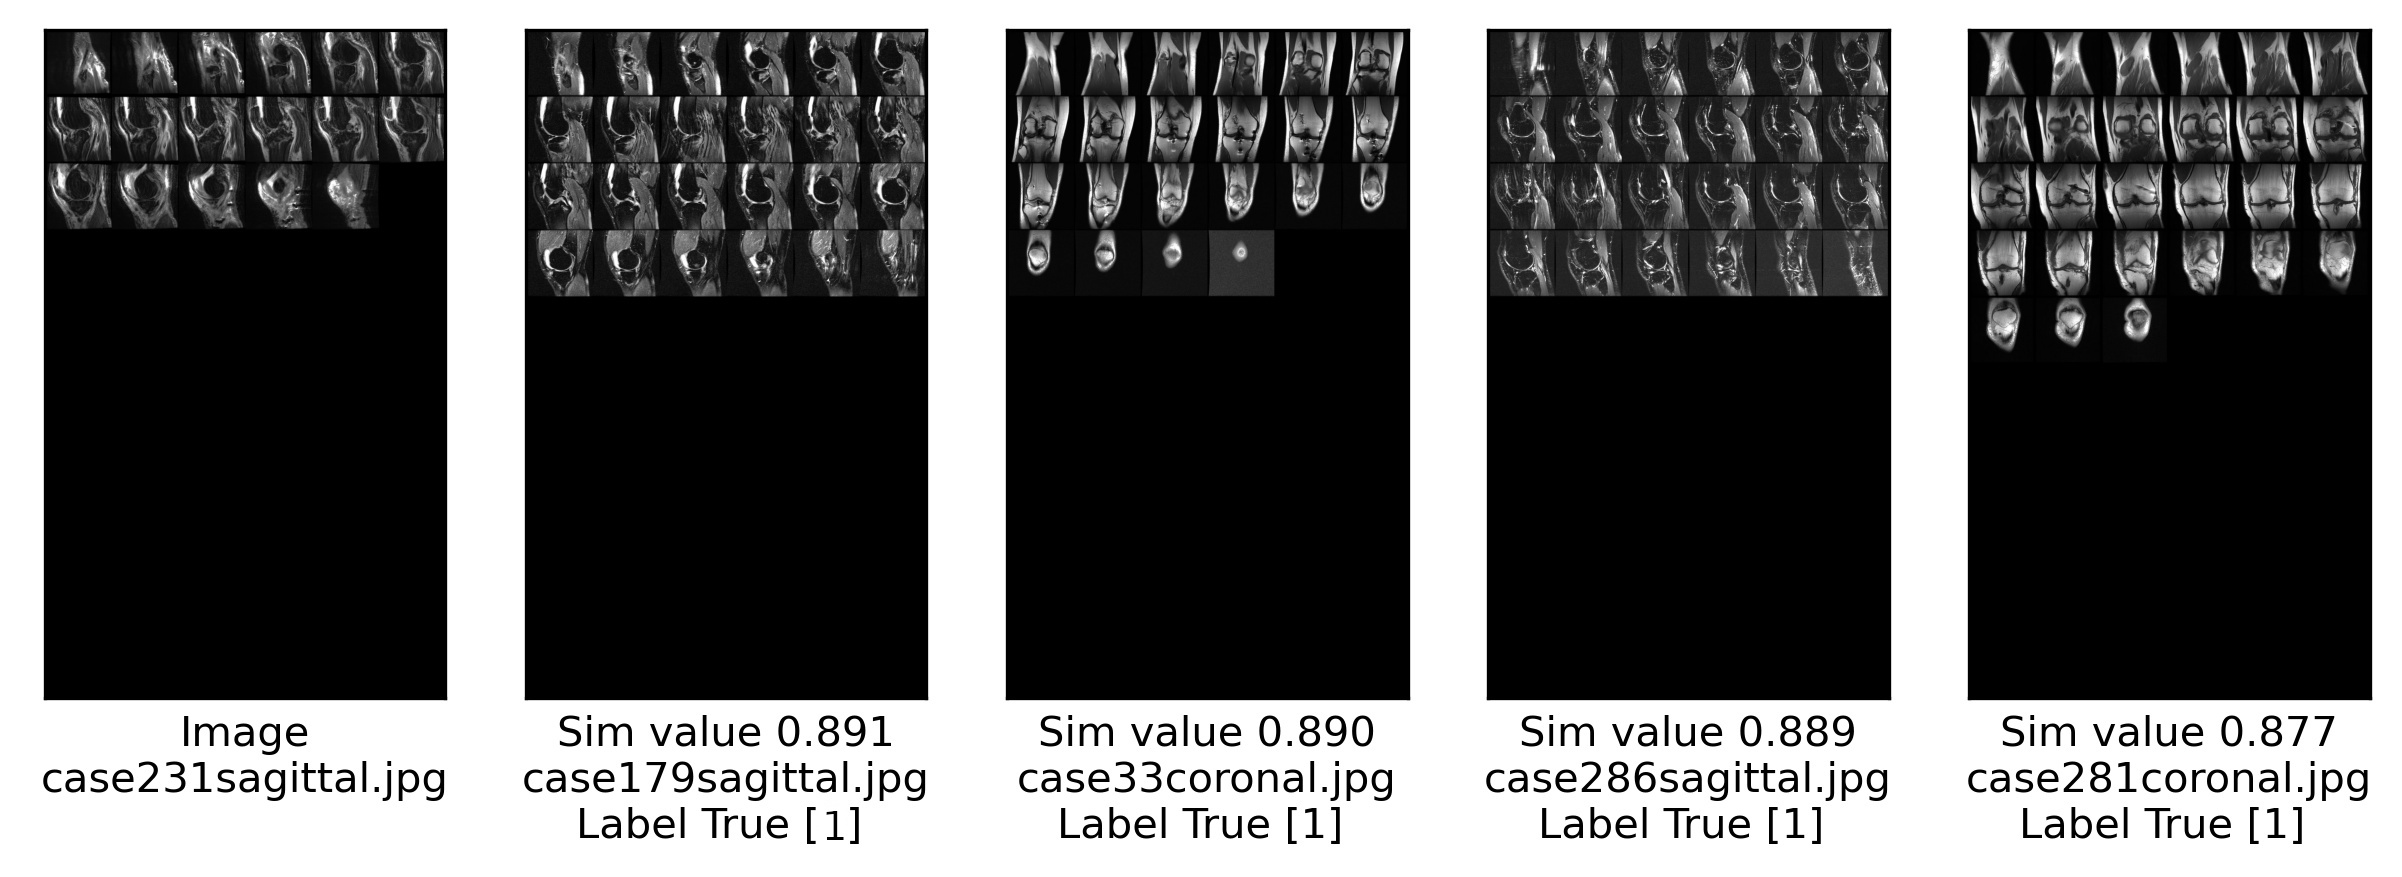 Image
case231sagittal.jpg
Sim value 0.891
case179sagittal.jpg
Label True [1]
Sim value 0.890
case33coronal.jpg
Label True [1]
Sim value 0.889
case286sagittal.jpg
Label True [1]
Sim value 0.877
case281coronal.jpg
Label True [1]